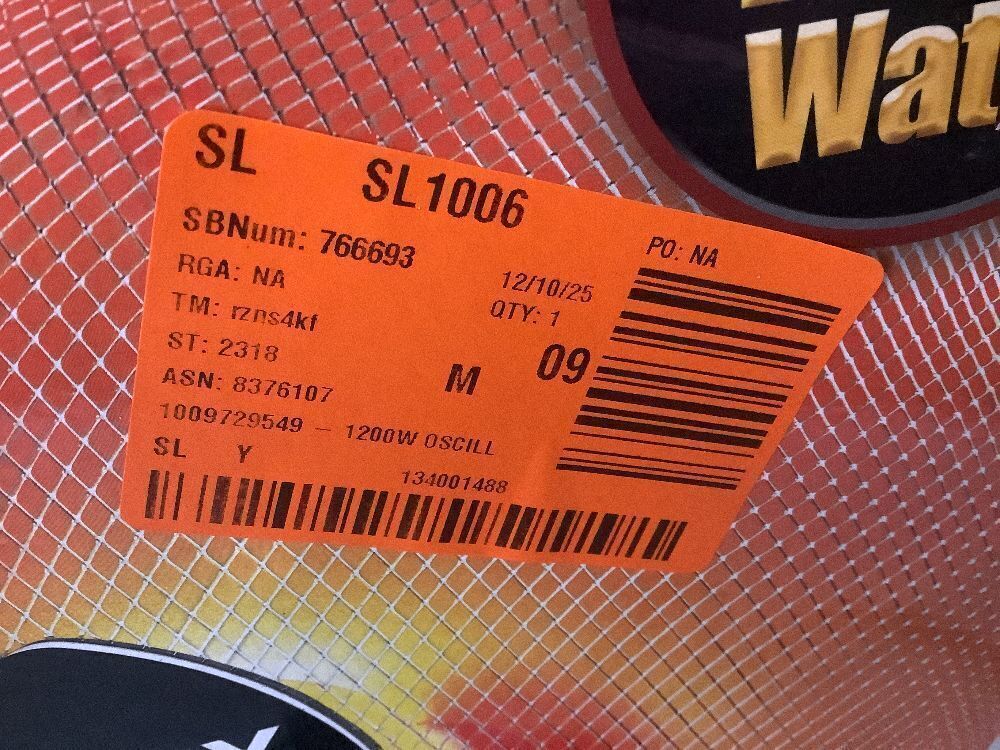 Wat
SL SL1006
SBNum: 766693
PO: NA
RGA: NA
12/10/25
TM: rzns4kf
QTY: 1
ST: 2318
M 09
ASN: 8376107
1009729549 – 1200W OSCILL
SL Y
134001488